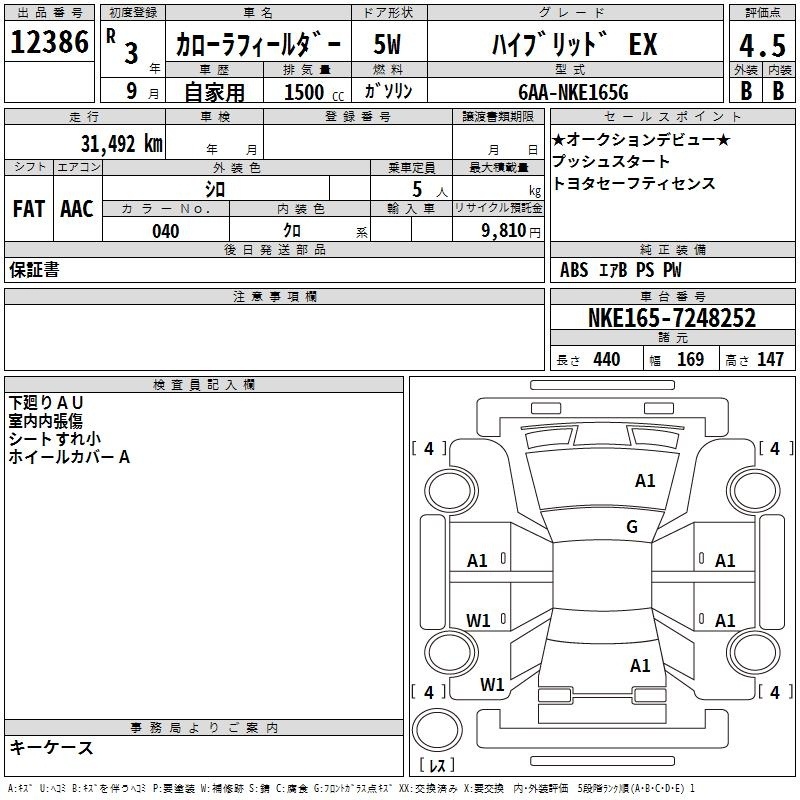 出品番号 初度登録 車名 ドア形状 グレード 評価点
12386 R 3 年 カローラフィールダー 5W ハイブリッド EX 4.5
車歴 排気量 燃料 型式 外装 内装
9 月 自家用 1500 CC ガソリン 6AA-NKE165G B B
走行 車検 登録番号 譲渡書類期限 セールスポイント
31,492 km 年 月 月 日
★オークションデビュー★
プッシュスタート
トヨタセーフティセンス
シフト エアコン 外装色 乗車定員 最大積載量
FAT AAC シロ 5 人 kg
カラーNo. 内装色 輸入車 リサイクル預託金
040 クロ 系 9,810 円
後日発送部品 純正装備
保証書 ABS エアB PS PW
注意事項欄 車台番号
NKE165-7248252
諸元
長さ 440 幅 169 高さ 147
検査員記入欄
下廻りAU
室内内張傷
シートすれ小
ホイールカバーA
[ 4 ] [ 4 ]
A1
G
A1 A1
W1 A1
A1
W1
[ 4 ] [ 4 ]
[ レス ]
事務局よりご案内
キーケース
A:キズ U:ヘコミ B:キズを伴うヘコミ P:要塗装 W:補修跡 S:錆 C:腐食 G:フロントガラス点キズ XX:交換済み X:要交換 内・外装評価 5段階ランク順(A・B・C・D・E) 1